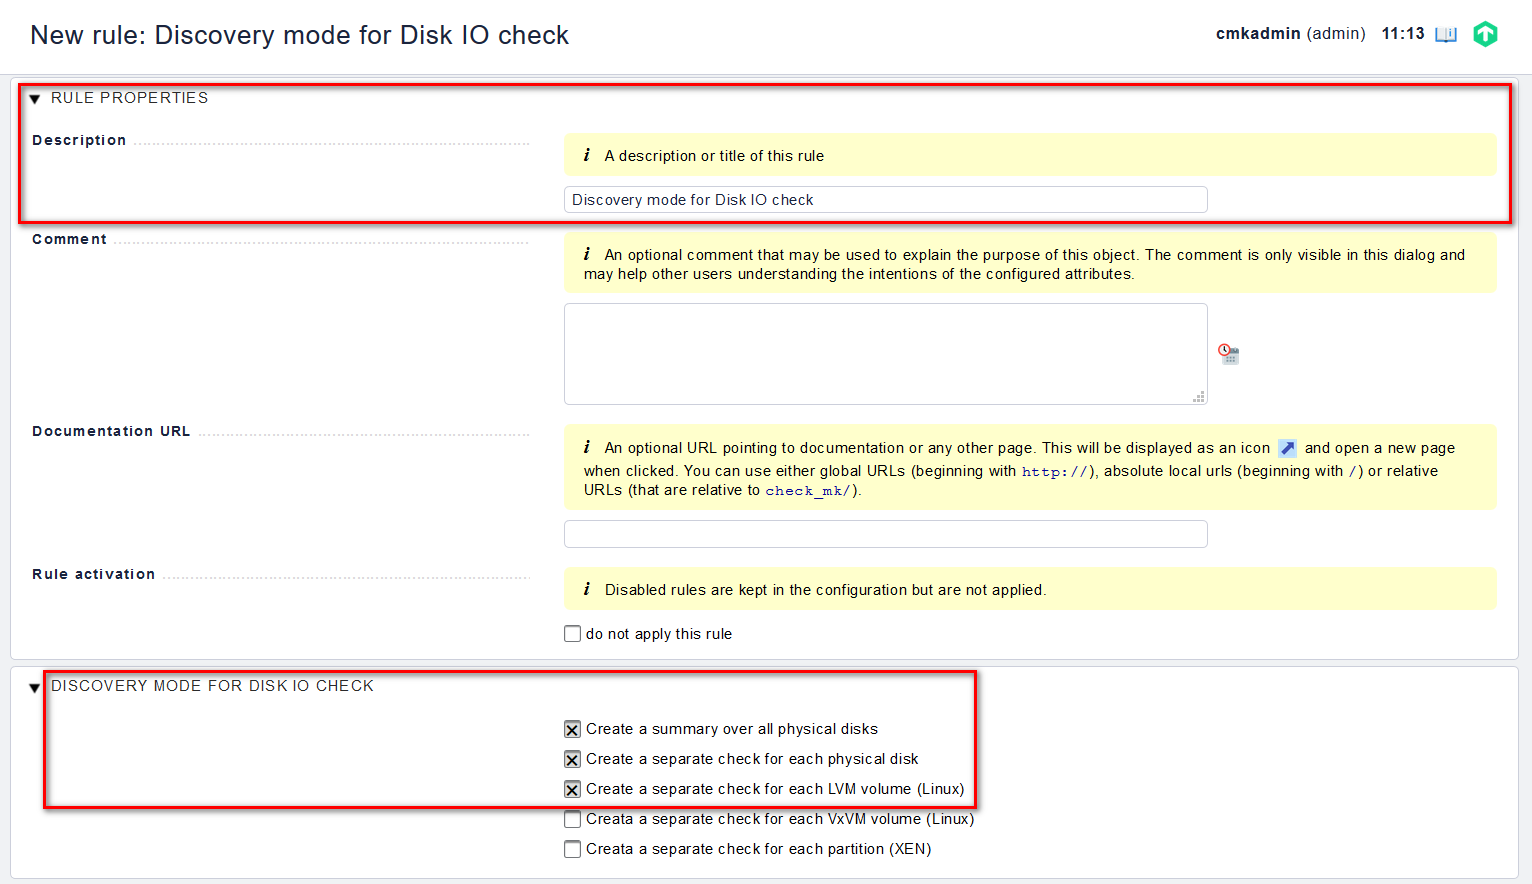 New rule: Discovery mode for Disk IO check
cmkadmin (admin) 11:13
RULE PROPERTIES
Description
i A description or title of this rule
Discovery mode for Disk IO check
Comment
i An optional comment that may be used to explain the purpose of this object. The comment is only visible in this dialog and
may help other users understanding the intentions of the configured attributes.
Documentation URL
i An optional URL pointing to documentation or any other page. This will be displayed as an icon and open a new page
when clicked. You can use either global URLs (beginning with http://), absolute local urls (beginning with /) or relative
URLs (that are relative to check_mk/).
Rule activation
i Disabled rules are kept in the configuration but are not applied.
do not apply this rule
DISCOVERY MODE FOR DISK IO CHECK
Create a summary over all physical disks
Create a separate check for each physical disk
Create a separate check for each LVM volume (Linux)
Creata a separate check for each VxVM volume (Linux)
Creata a separate check for each partition (XEN)